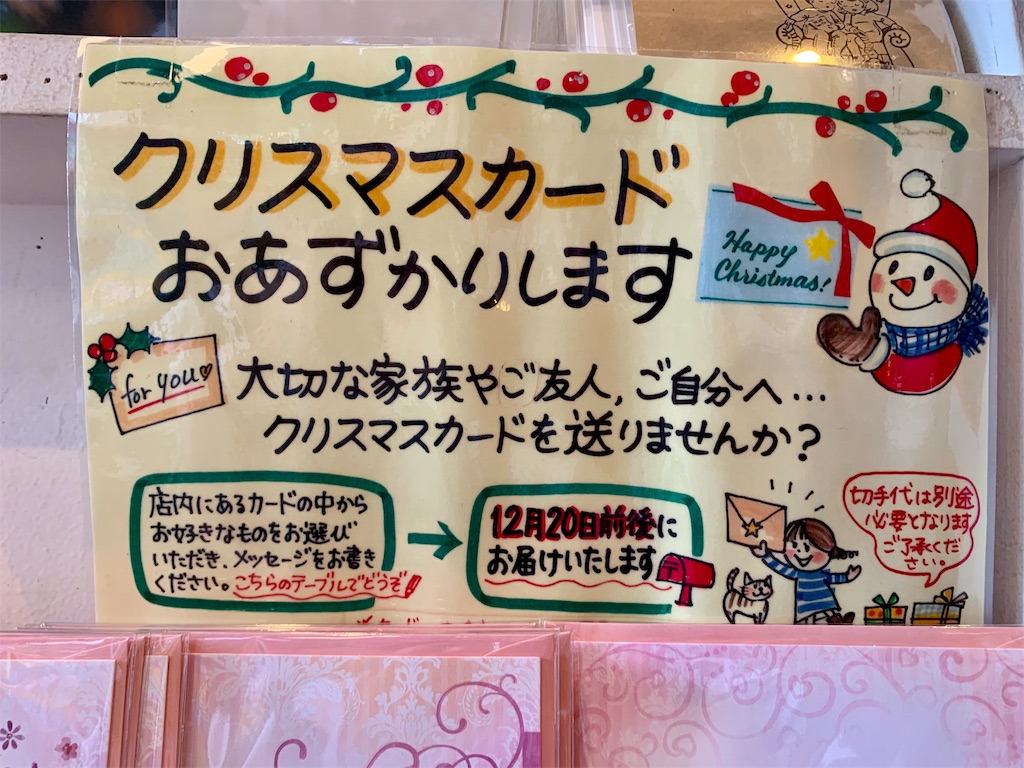 クリスマスカード
おあずかりします
Happy
Christmas!
for you
大切な家族やご友人,ご自分へ…
クリスマスカードを送りませんか?
店内にあるカードの中から
お好きなものをお選び
いただき、メッセージをお書き
ください。こちらのテーブルでどうぞ
12月20日前後に
お届けいたします
〒
切手代は別途
必要となります
ご了承くだ
さい。